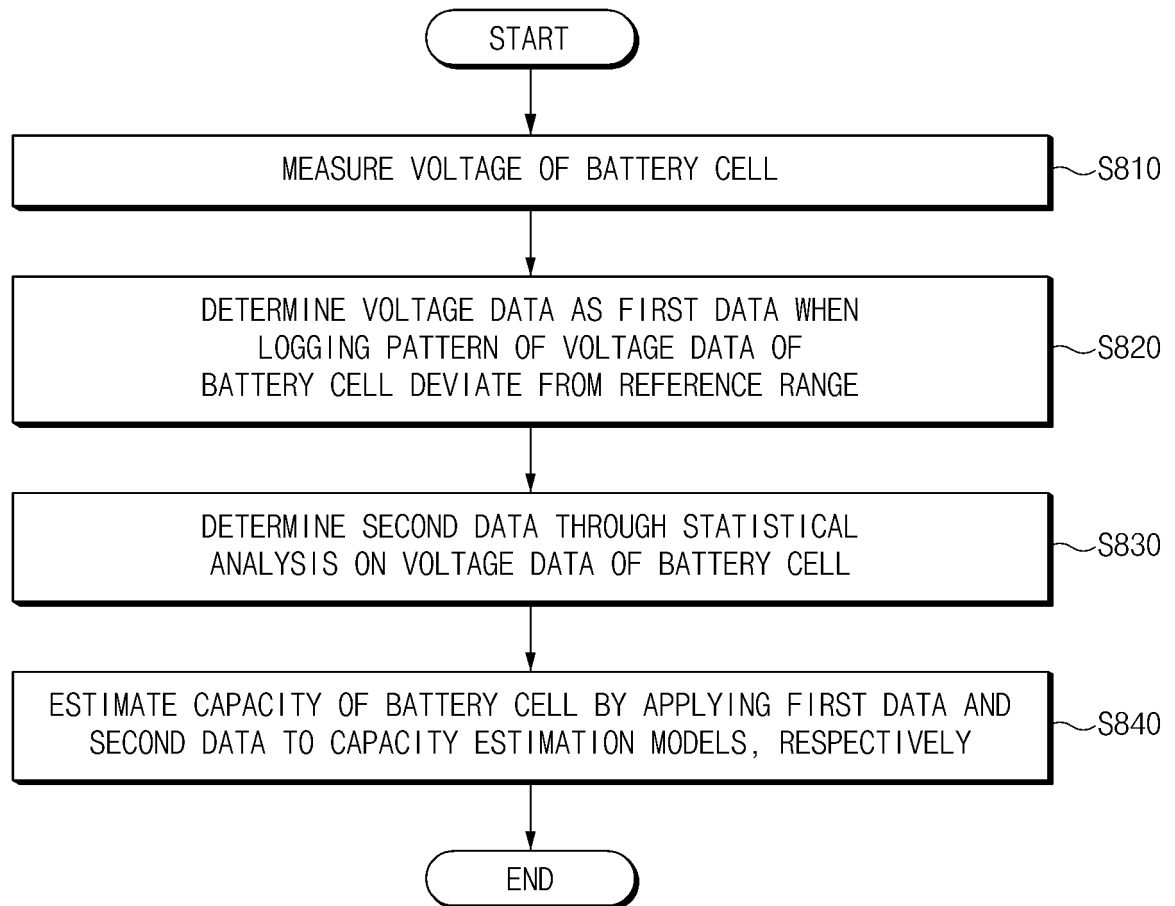 START
MEASURE VOLTAGE OF BATTERY CELL
S810
DETERMINE VOLTAGE DATA AS FIRST DATA WHEN
LOGGING PATTERN OF VOLTAGE DATA OF
BATTERY CELL DEVIATE FROM REFERENCE RANGE
S820
DETERMINE SECOND DATA THROUGH STATISTICAL
ANALYSIS ON VOLTAGE DATA OF BATTERY CELL
S830
ESTIMATE CAPACITY OF BATTERY CELL BY APPLYING FIRST DATA AND
SECOND DATA TO CAPACITY ESTIMATION MODELS, RESPECTIVELY
S840
END